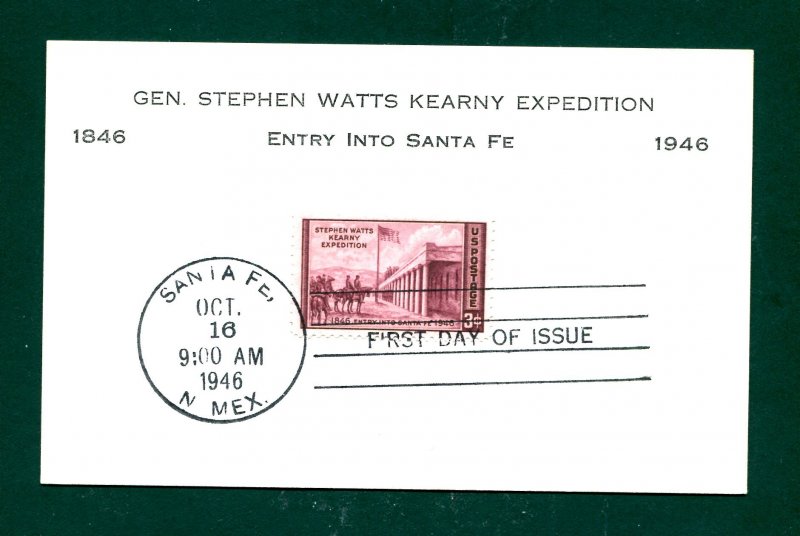 GEN. STEPHEN WATTS KEARNY EXPEDITION
1846 ENTRY INTO SANTA FE 1946
STEPHEN WATTS
KEARNY
EXPEDITION
US POSTAGE
1846 ENTRY INTO SANTA FE 1946
3¢
SANTA FE,
OCT.
16
9:00 AM
1946
N MEX.
FIRST DAY OF ISSUE